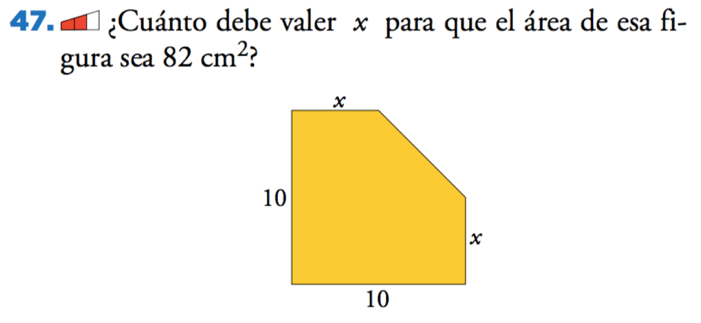 47. ¿Cuánto debe valer x para que el área de esa fi-
gura sea 82 cm²?
x
10
x
10